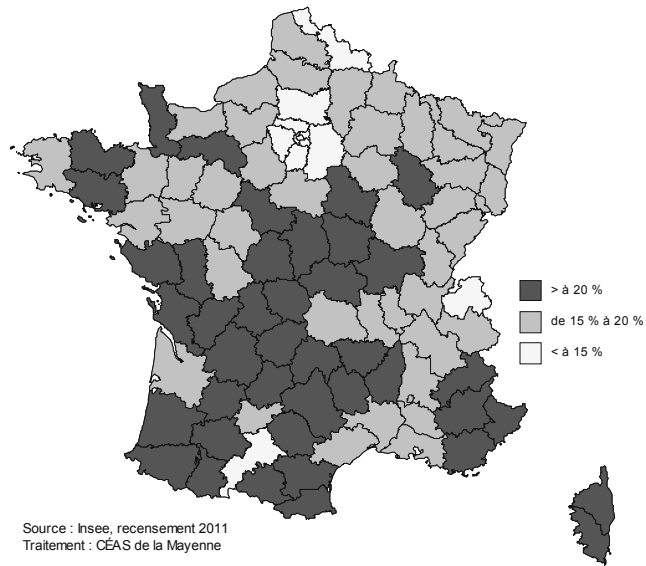 > à 20 %
de 15 % à 20 %
< à 15 %
Source : Insee, recensement 2011
Traitement : CÉAS de la Mayenne